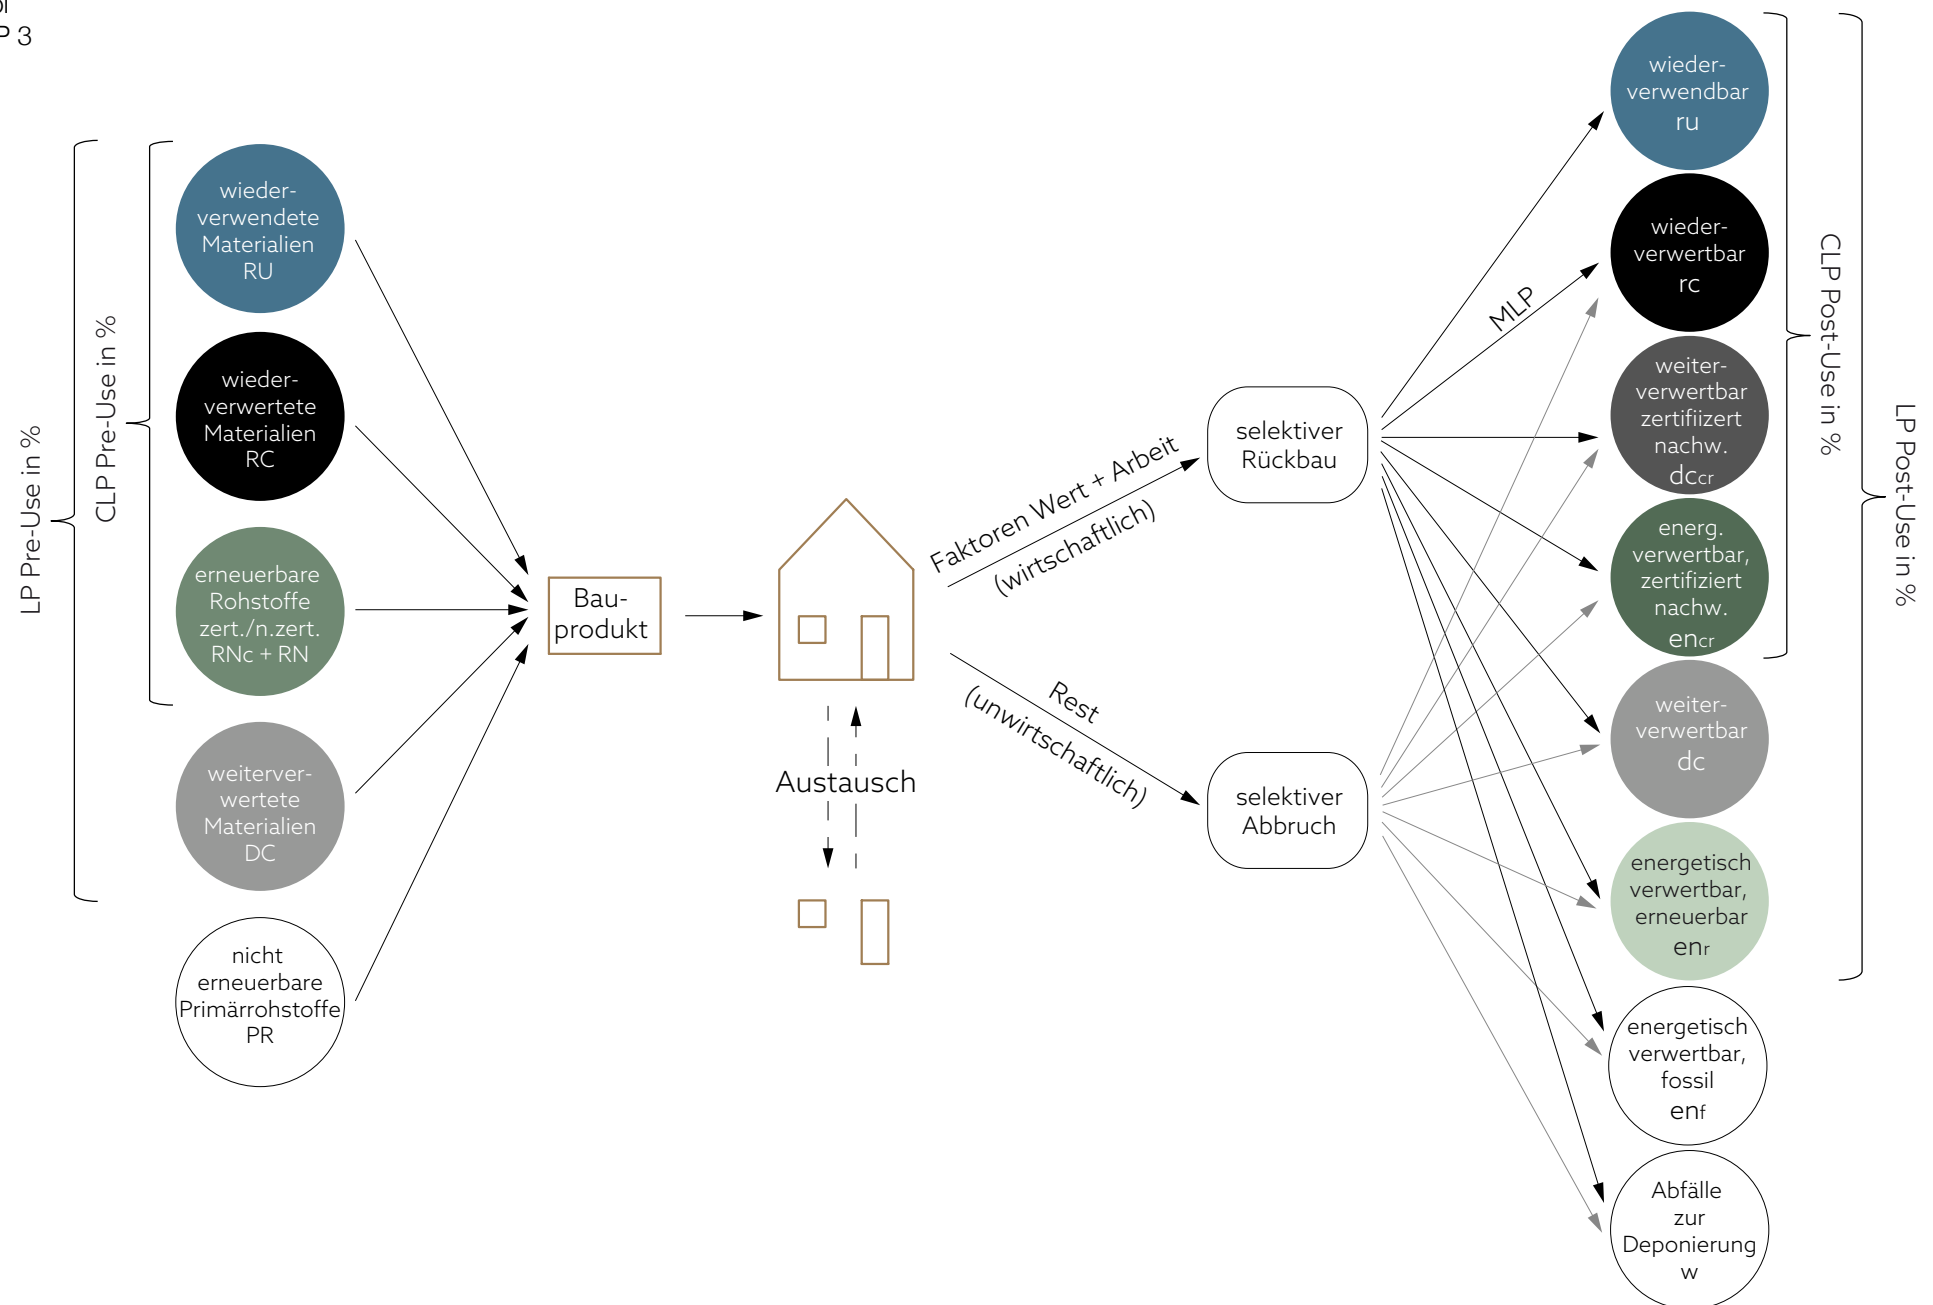 P 3
LP Pre-Use in %
CLP Pre-Use in %
wieder-
verwendete
Materialien
RU
wieder-
verwertete
Materialien
RC
erneuerbare
Rohstoffe
zert./n.zert.
RNc + RN
weiterver-
wertete
Materialien
DC
nicht
erneuerbare
Primärrohstoffe
PR
Bau-
produkt
Austausch
Faktoren Wert + Arbeit
(wirtschaftlich)
Rest
(unwirtschaftlich)
selektiver
Rückbau
selektiver
Abbruch
MLP
wieder-
verwendbar
ru
wieder-
verwertbar
rc
weiter-
verwertbar
zertifiizert
nachw.
dccr
energ.
verwertbar,
zertifiziert
nachw.
encr
weiter-
verwertbar
dc
energetisch
verwertbar,
erneuerbar
enr
energetisch
verwertbar,
fossil
enf
Abfälle
zur
Deponierung
w
CLP Post-Use in %
LP Post-Use in %